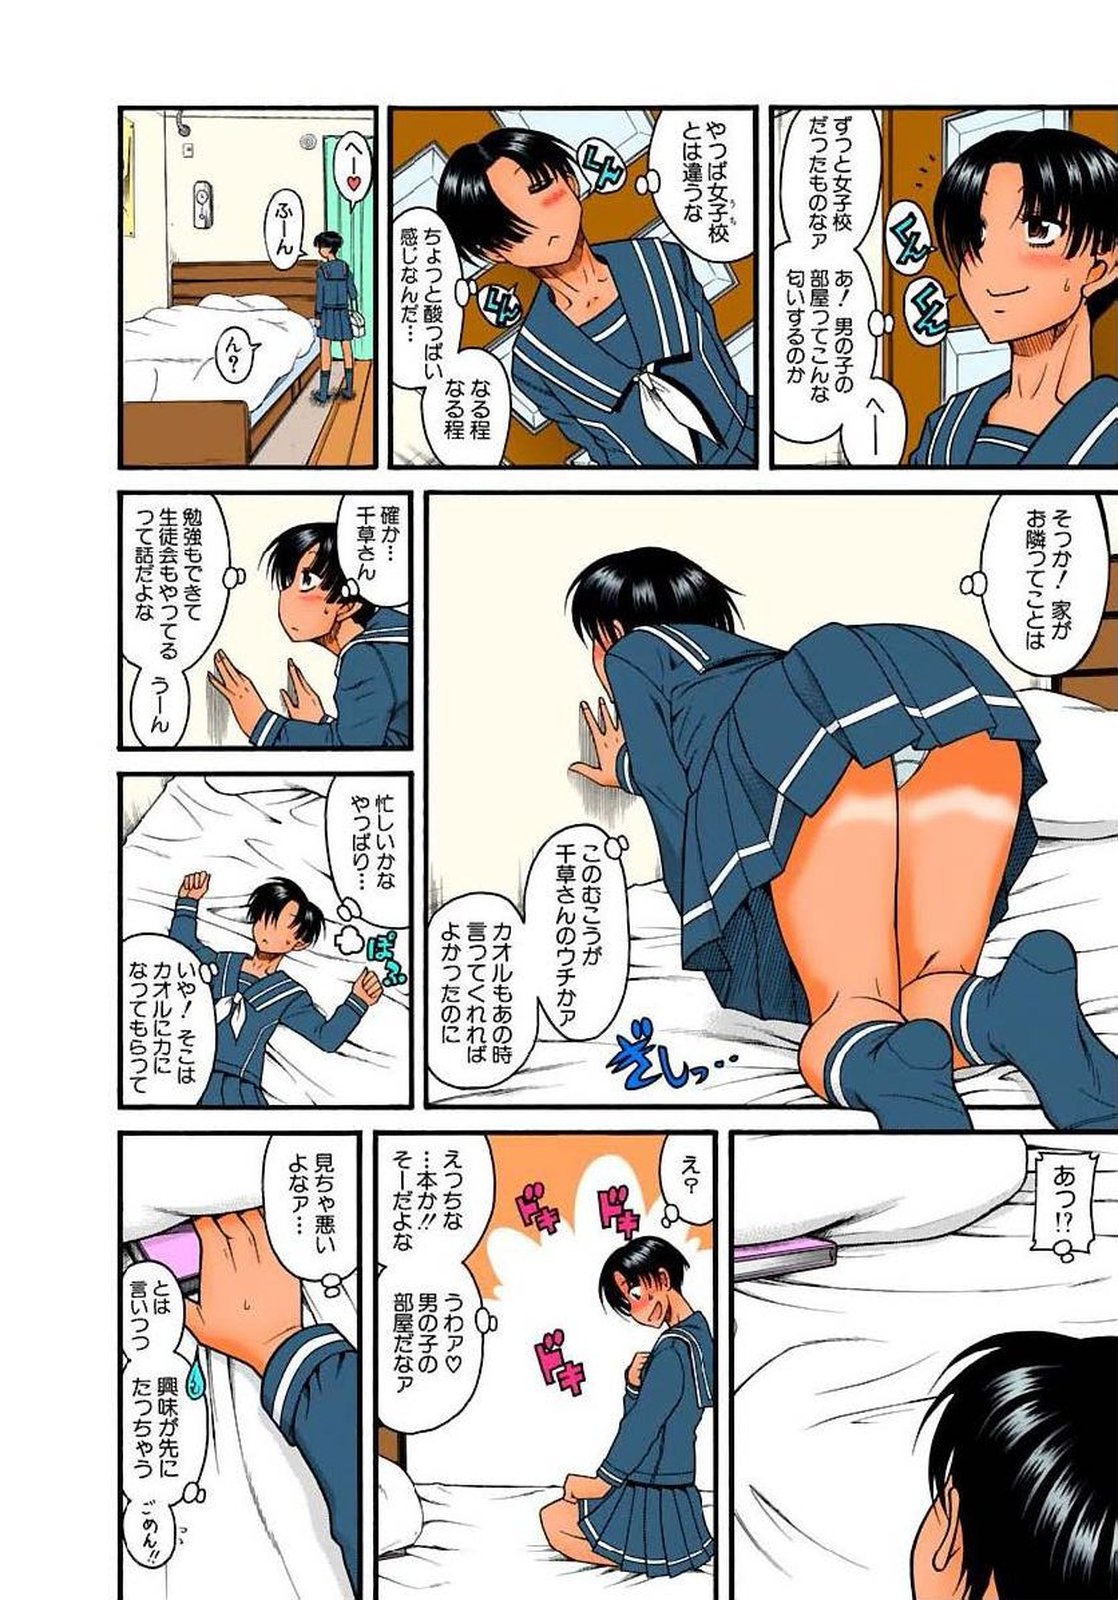 ずっと女子校
だったものなァ
あ!男の子の
部屋ってこんな
匂いするのか
へーー
くん
くん
やっぱ女子校
うち
とは違うな
くん
くん
ちょっと酸っぱい
感じなんだ…
なる程
なる程
へー♥
ふーん
ん?
そっか!家が
お隣ってことは
このむこうが
千草さんのウチかァ
カオルもあの時
言ってくれれば
よかったのに
ぎしっ…
確か…
千草さん
勉強もできて
生徒会もやってる
って話だよな
うーん
忙しいかな
やっぱり…
ぽふ
いや!そこは
カオルに力に
なってもらって
あっ!?
え?
ドキ
ドキ
ドキ
えっちな
…本か!!
そーだよな
うわァ♡
男の子の
部屋だなァ
見ちゃ悪い
よなァ…
とは
言いつつ
興味が先に
たっちゃう
ごめん!!